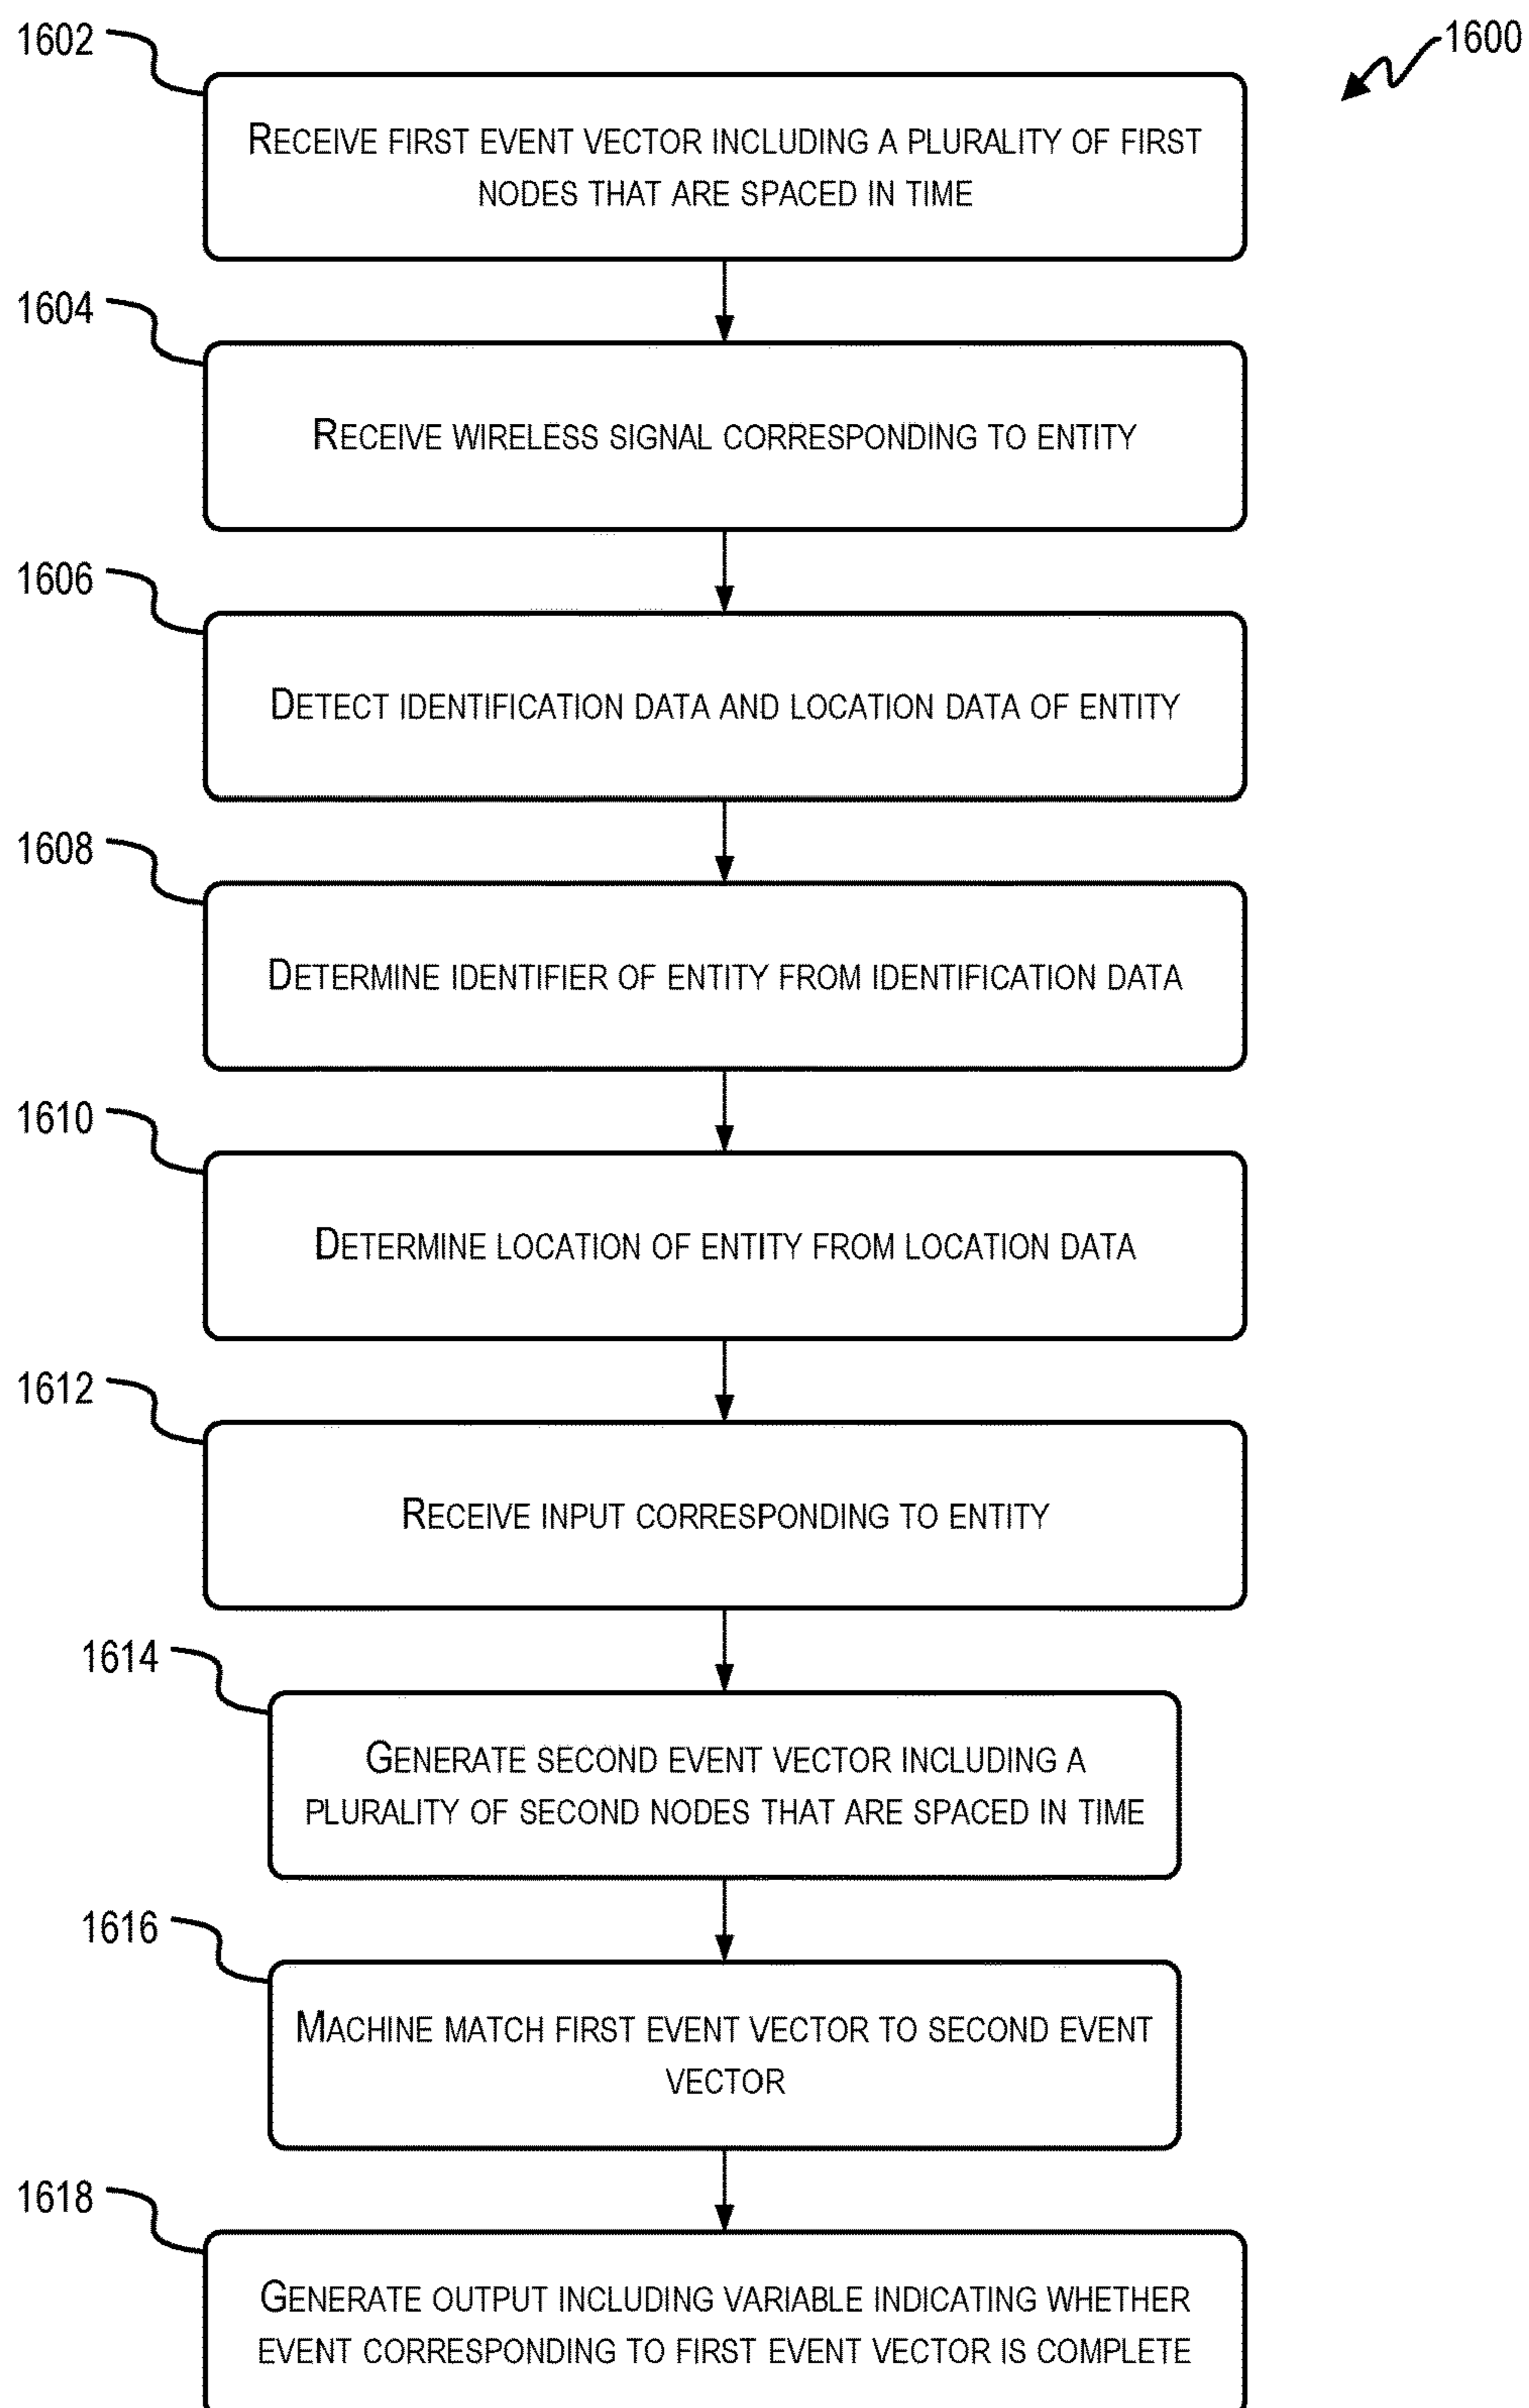 1602
1600
RECEIVE FIRST EVENT VECTOR INCLUDING A PLURALITY OF FIRST
NODES THAT ARE SPACED IN TIME
1604
RECEIVE WIRELESS SIGNAL CORRESPONDING TO ENTITY
1606
DETECT IDENTIFICATION DATA AND LOCATION DATA OF ENTITY
1608
DETERMINE IDENTIFIER OF ENTITY FROM IDENTIFICATION DATA
1610
DETERMINE LOCATION OF ENTITY FROM LOCATION DATA
1612
RECEIVE INPUT CORRESPONDING TO ENTITY
1614
GENERATE SECOND EVENT VECTOR INCLUDING A
PLURALITY OF SECOND NODES THAT ARE SPACED IN TIME
1616
MACHINE MATCH FIRST EVENT VECTOR TO SECOND EVENT
VECTOR
1618
GENERATE OUTPUT INCLUDING VARIABLE INDICATING WHETHER
EVENT CORRESPONDING TO FIRST EVENT VECTOR IS COMPLETE